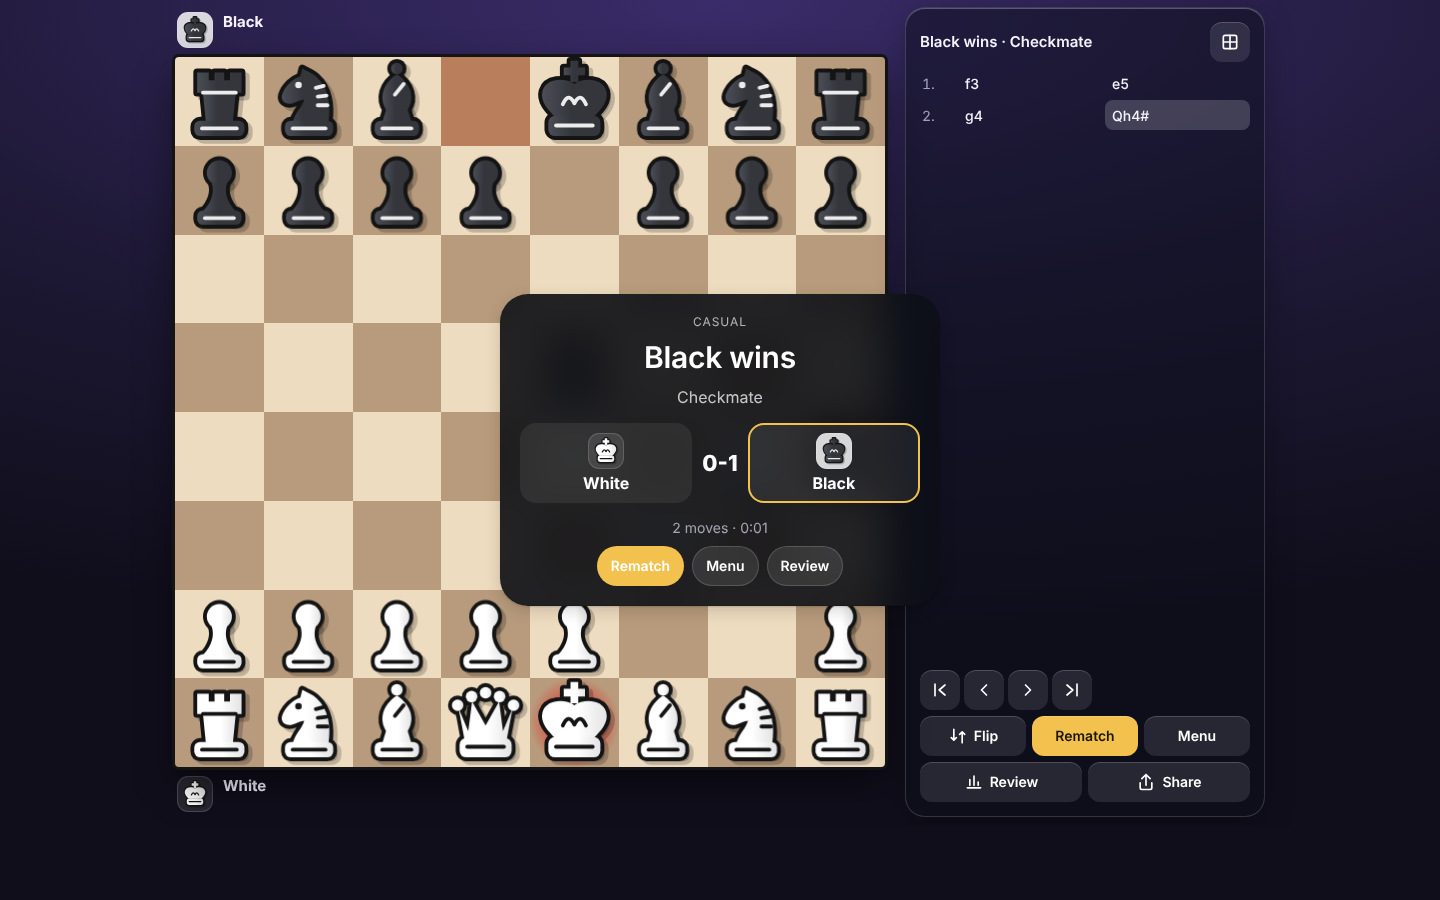 Black
Black wins · Checkmate
1. f3 e5
2. g4 Qh4#
CASUAL
Black wins
Checkmate
White 0-1 Black
2 moves · 0:01
Rematch Menu Review
Flip Rematch Menu
Review Share
White